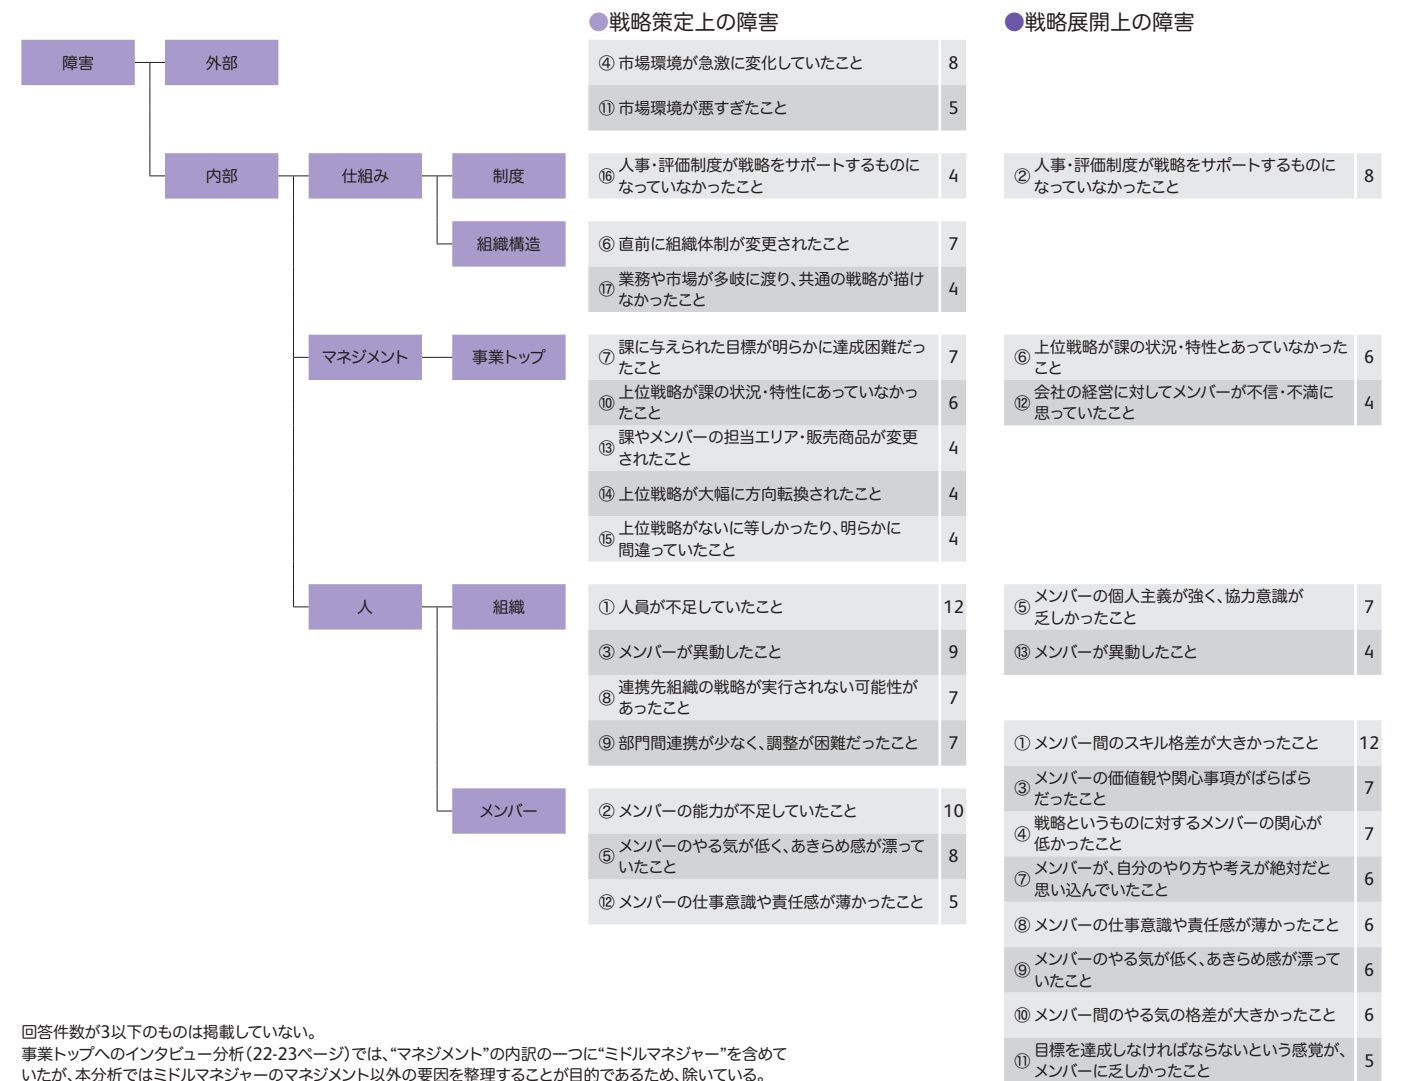 ●戦略策定上の障害
●戦略展開上の障害
障害
外部
④ 市場環境が急激に変化していたこと 8
⑪ 市場環境が悪すぎたこと 5
内部
仕組み
制度
⑯ 人事・評価制度が戦略をサポートするものに
なっていなかったこと 4
② 人事・評価制度が戦略をサポートするものに
なっていなかったこと 8
組織構造
⑥ 直前に組織体制が変更されたこと 7
⑰ 業務や市場が多岐に渡り、共通の戦略が描け
なかったこと 4
マネジメント
事業トップ
⑦ 課に与えられた目標が明らかに達成困難だっ
たこと 7
⑩ 上位戦略が課の状況・特性にあっていなかっ
たこと 6
⑬ 課やメンバーの担当エリア・販売商品が変更
されたこと 4
⑭ 上位戦略が大幅に方向転換されたこと 4
⑮ 上位戦略がないに等しかったり、明らかに
間違っていたこと 4
⑥ 上位戦略が課の状況・特性とあっていなかった
こと 6
⑫ 会社の経営に対してメンバーが不信・不満に
思っていたこと 4
人
組織
① 人員が不足していたこと 12
③ メンバーが異動したこと 9
⑧ 連携先組織の戦略が実行されない可能性が
あったこと 7
⑨ 部門間連携が少なく、調整が困難だったこと 7
⑤ メンバーの個人主義が強く、協力意識が
乏しかったこと 7
⑬ メンバーが異動したこと 4
メンバー
② メンバーの能力が不足していたこと 10
⑤ メンバーのやる気が低く、あきらめ感が漂って
いたこと 8
⑫ メンバーの仕事意識や責任感が薄かったこと 5
① メンバー間のスキル格差が大きかったこと 12
③ メンバーの価値観や関心事項がばらばら
だったこと 7
④ 戦略というものに対するメンバーの関心が
低かったこと 7
⑦ メンバーが、自分のやり方や考えが絶対だと
思い込んでいたこと 6
⑧ メンバーの仕事意識や責任感が薄かったこと 6
⑨ メンバーのやる気が低く、あきらめ感が漂って
いたこと 6
⑩ メンバー間のやる気の格差が大きかったこと 6
⑪ 目標を達成しなければならないという感覚が、
メンバーに乏しかったこと 5
回答件数が3以下のものは掲載していない。
事業トップへのインタビュー分析（22-23ページ）では、“マネジメント”の内訳の一つに“ミドルマネジャー”を含めて
いたが、本分析ではミドルマネジャーのマネジメント以外の要因を整理することが目的であるため、除いている。